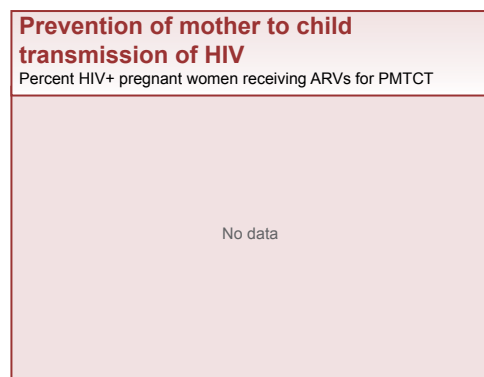 Prevention of mother to child
transmission of HIV
Percent HIV+ pregnant women receiving ARVs for PMTCT
No data